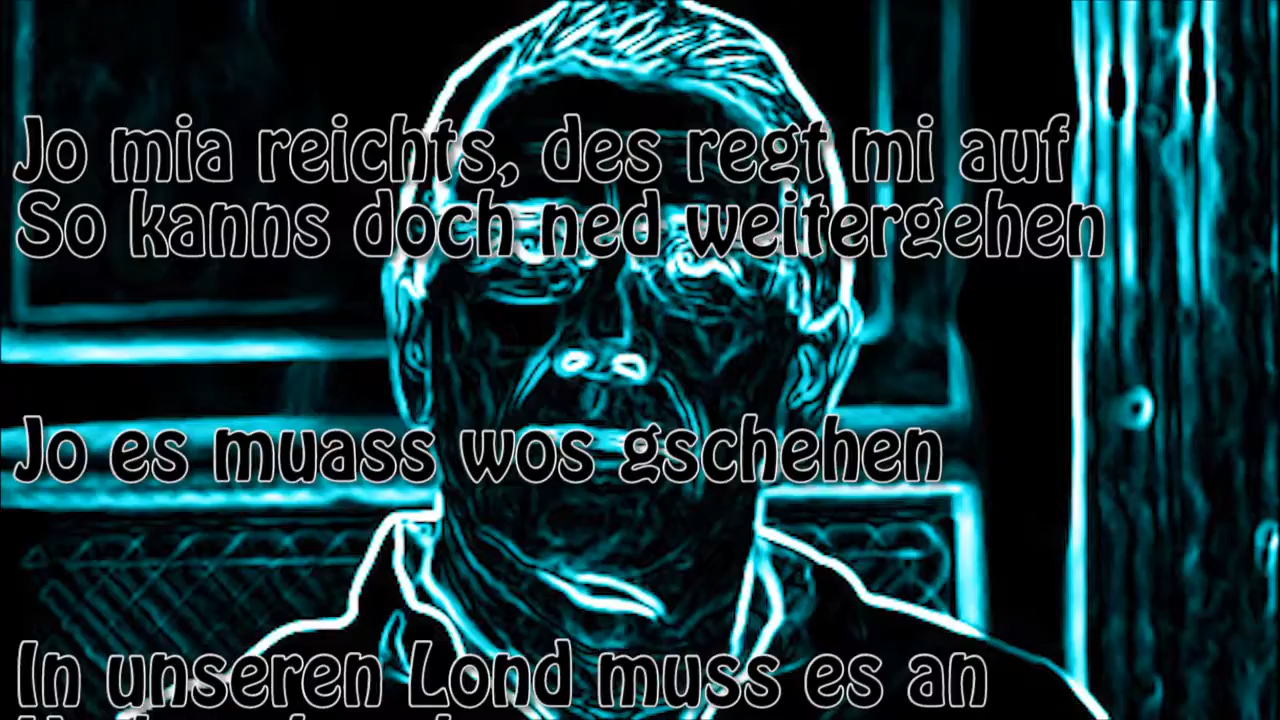 Jo mia reichts, des regt mi auf
So kanns doch ned weitergehen
Jo es muass wos gschehen
In unseren Lond muss es an